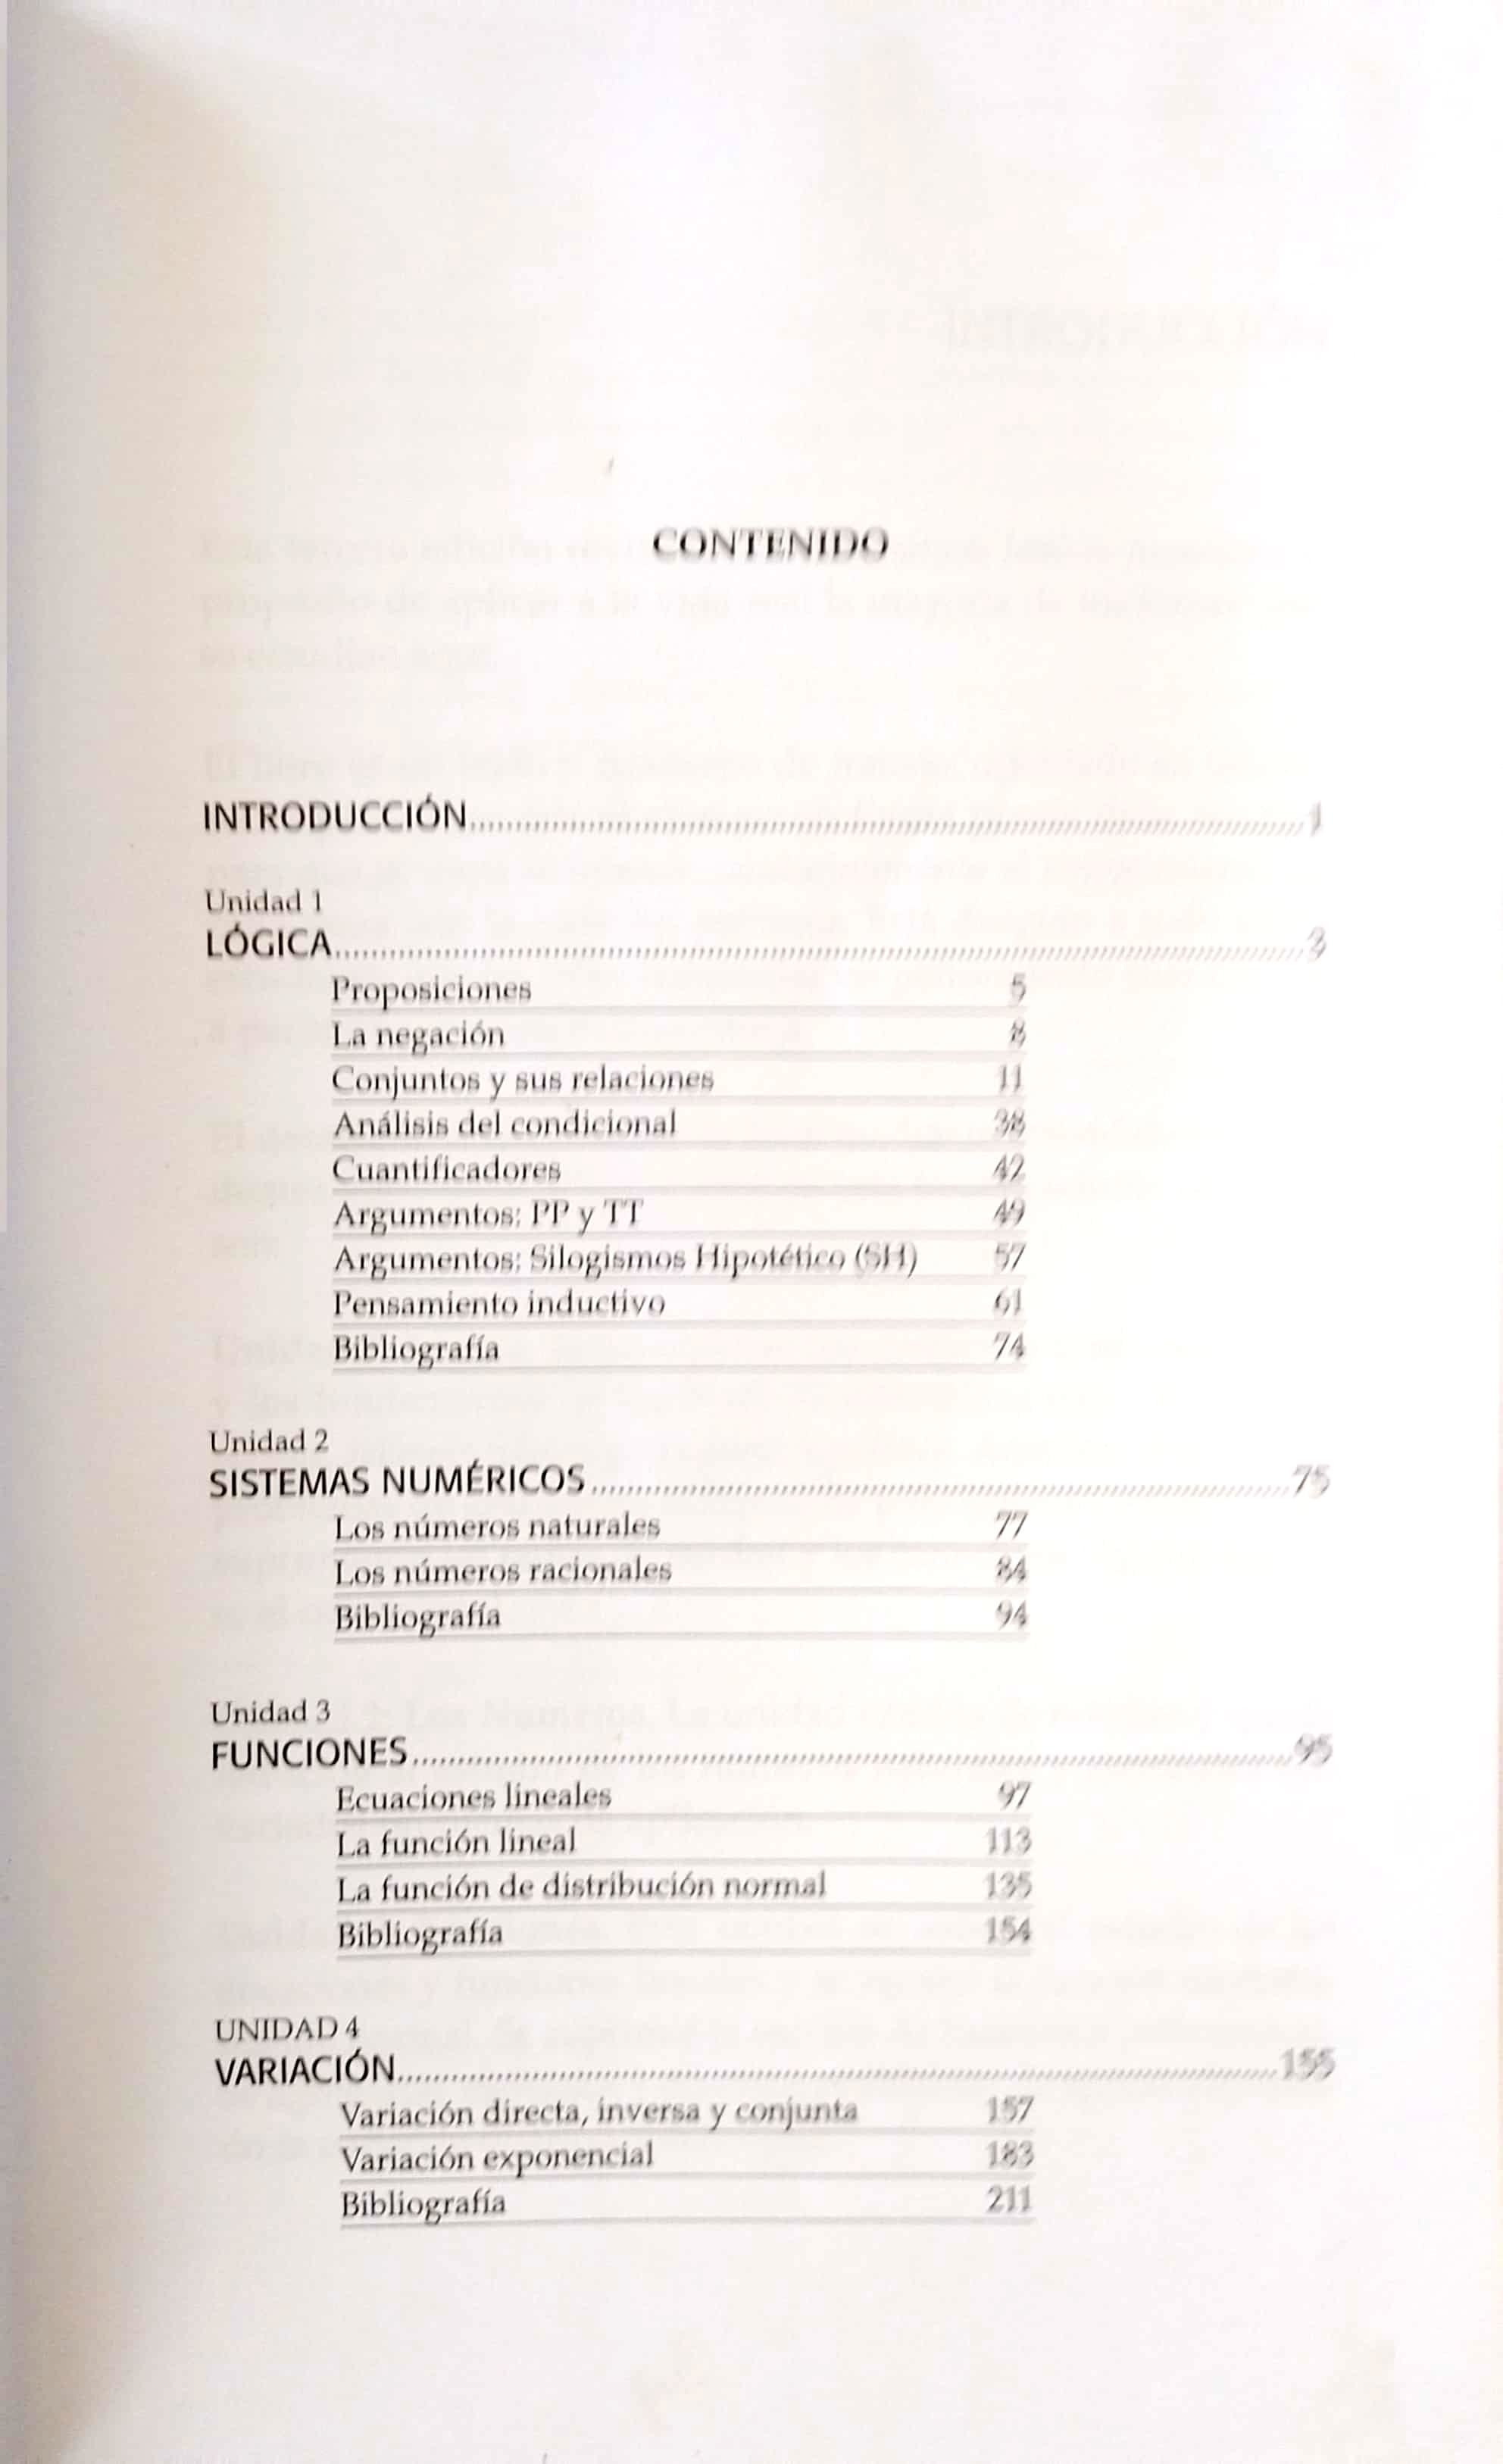 CONTENIDO
INTRODUCCIÓN 1
Unidad 1
LÓGICA 3
Proposiciones 5
La negación 8
Conjuntos y sus relaciones 11
Análisis del condicional 38
Cuantificadores 42
Argumentos: PP y TT 49
Argumentos: Silogismos Hipotético (SH) 57
Pensamiento inductivo 61
Bibliografía 74
Unidad 2
SISTEMAS NUMÉRICOS 75
Los números naturales 77
Los números racionales 84
Bibliografía 94
Unidad 3
FUNCIONES 95
Ecuaciones lineales 97
La función lineal 113
La función de distribución normal 135
Bibliografía 154
UNIDAD 4
VARIACIÓN 155
Variación directa, inversa y conjunta 157
Variación exponencial 183
Bibliografía 211